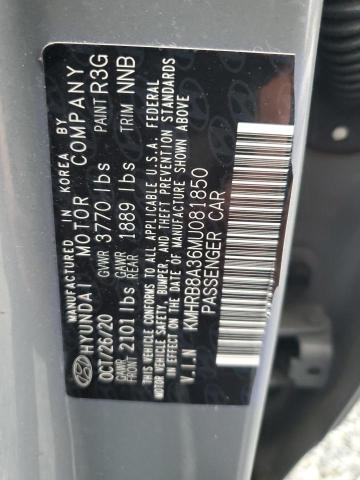 MANUFACTURED IN KOREA BY
HYUNDAI MOTOR COMPANY
OCT/26/20 GVWR 3770 lbs PAINT R3G
GAWR FRONT 2101 lbs GAWR REAR 1889 lbs TRIM NNB
THIS VEHICLE CONFORMS TO ALL APPLICABLE U.S.A. FEDERAL
MOTOR VEHICLE SAFETY, BUMPER, AND THEFT PREVENTION STANDARDS
IN EFFECT ON THE DATE OF MANUFACTURE SHOWN ABOVE.
V.I.N KMHRB8A36MU081850
PASSENGER CAR